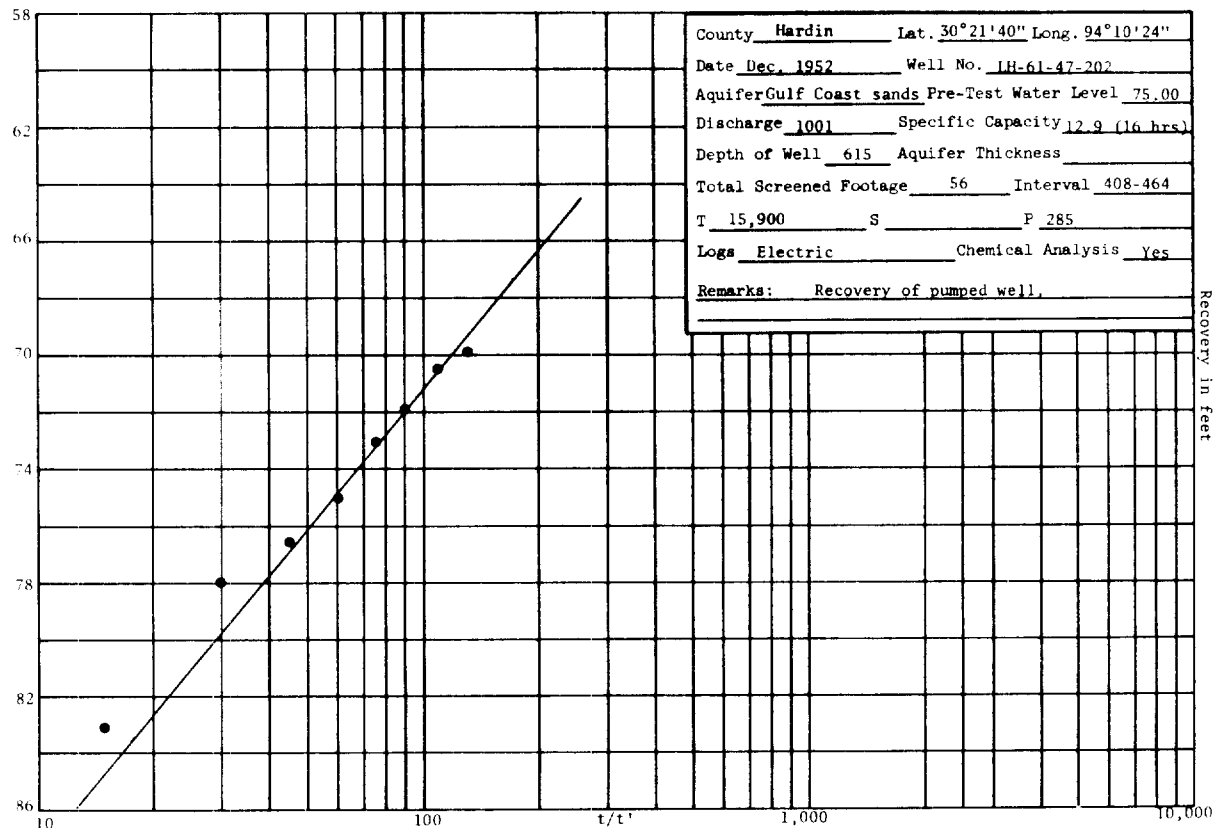 County Hardin Lat. 30°21'40" Long. 94°10'24"
Date Dec, 1952 Well No. LH-61-47-202
Aquifer Gulf Coast sands Pre-Test Water Level 75.00
Discharge 1001 Specific Capacity 12.9 (16 hrs)
Depth of Well 615 Aquifer Thickness
Total Screened Footage 56 Interval 408-464
T 15,900 S P 285
Logs Electric Chemical Analysis Yes
Remarks: Recovery of pumped well.
58
62
66
70
74
78
82
86
Recovery in feet
10 100 t/t' 1,000 10,000